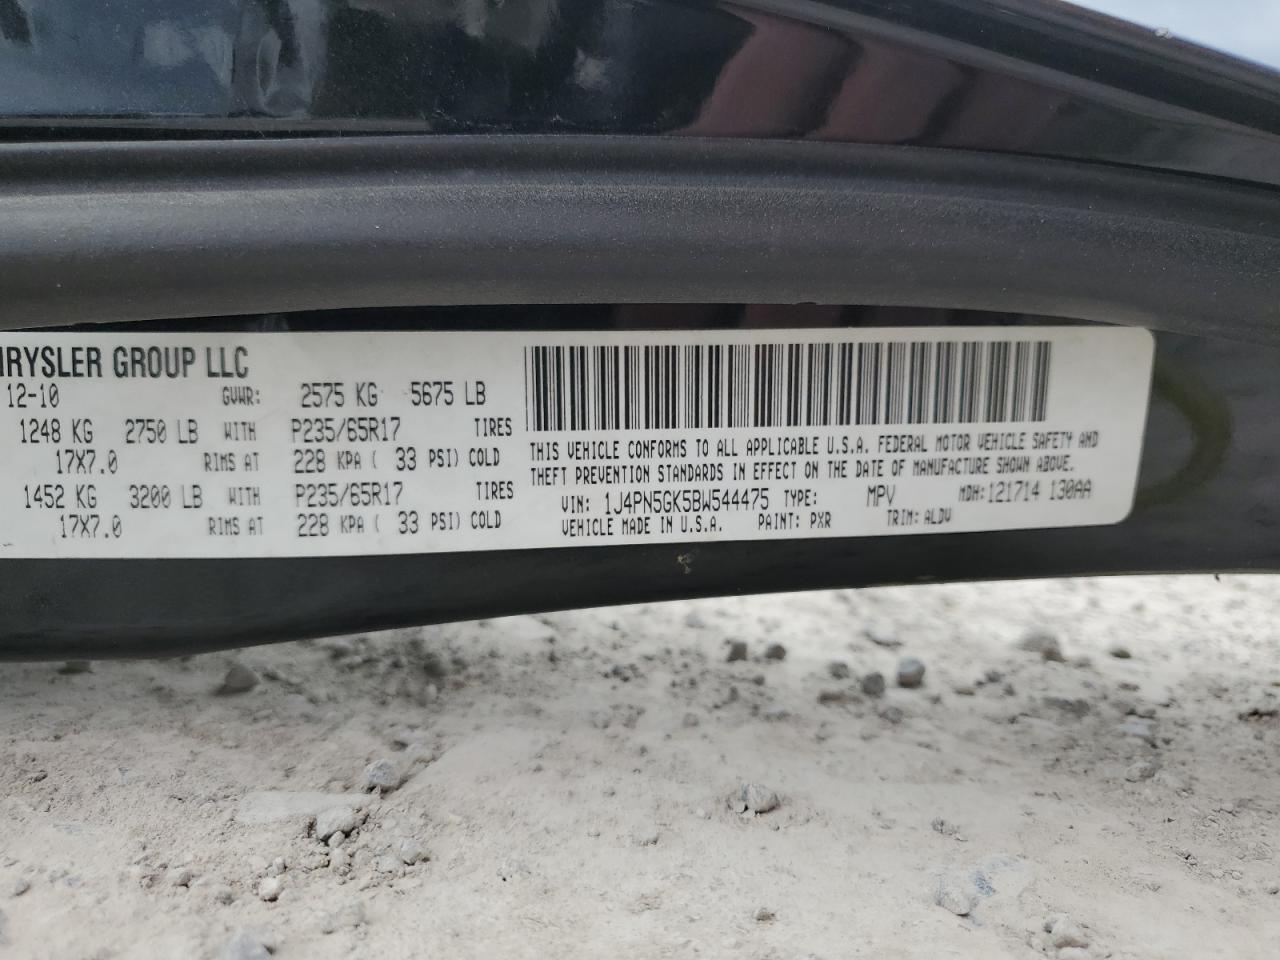 HRYSLER GROUP LLC
12-10 GVWR: 2575 KG 5675 LB
1248 KG 2750 LB WITH P235/65R17 TIRES
17X7.0 RIMS AT 228 KPA ( 33 PSI) COLD
1452 KG 3200 LB WITH P235/65R17 TIRES
17X7.0 RIMS AT 228 KPA ( 33 PSI) COLD
THIS VEHICLE CONFORMS TO ALL APPLICABLE U.S.A. FEDERAL MOTOR VEHICLE SAFETY AND
THEFT PREVENTION STANDARDS IN EFFECT ON THE DATE OF MANUFACTURE SHOWN ABOVE.
VIN: 1J4PN5GK5BW544475 TYPE: MPV MDH:121714 130AA
VEHICLE MADE IN U.S.A. PAINT: PXR TRIM: ALDV